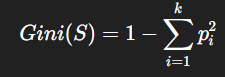 Gini(S) = 1 − ∑_{i=1}^{k} p_i^2